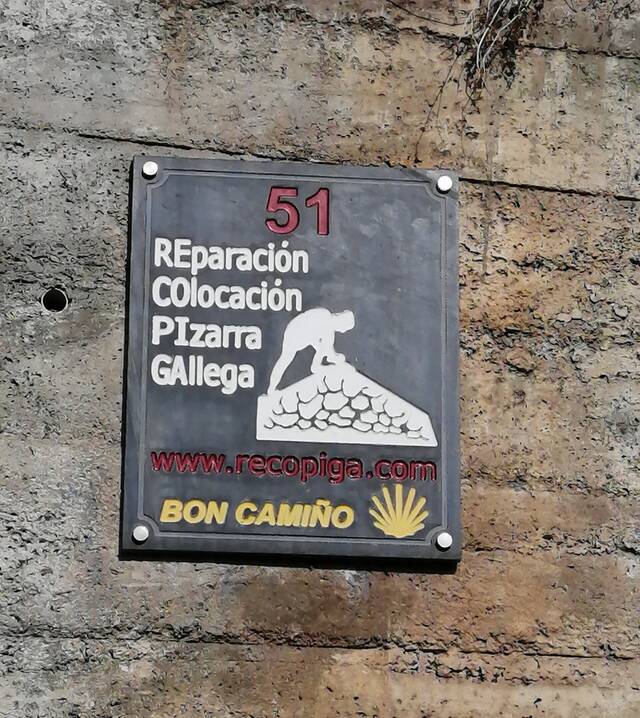 51
REparación
COlocación
PIzarra
GAllega
www.recopiga.com
BON CAMIÑO